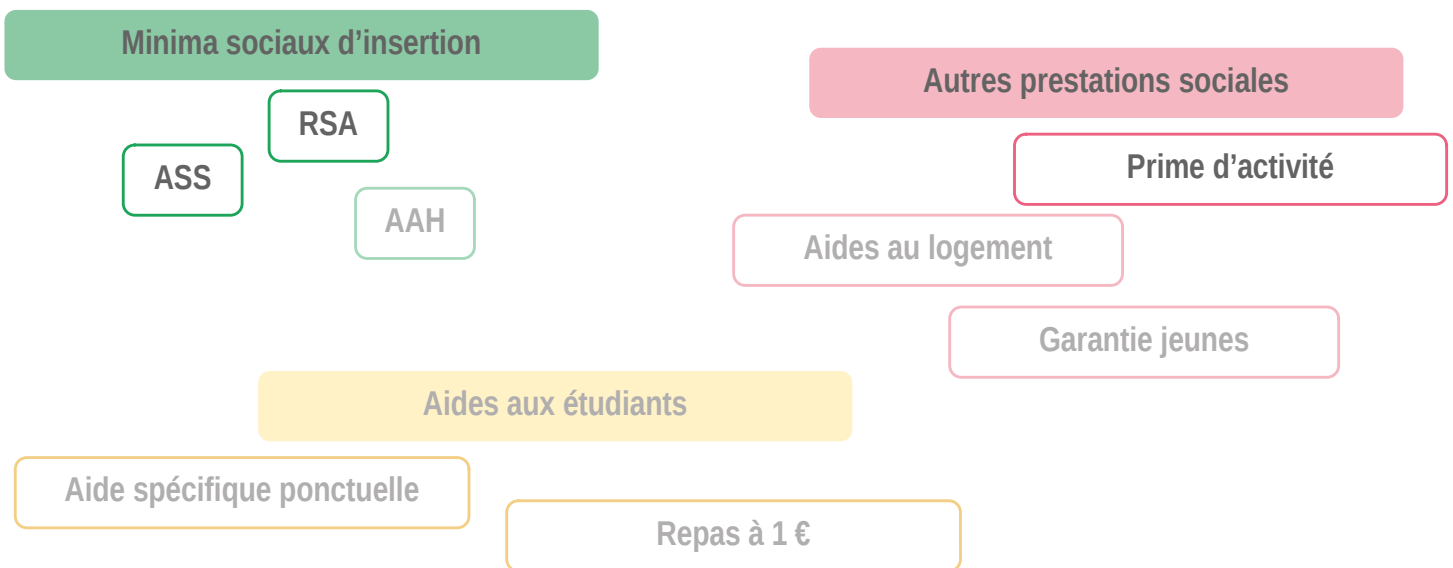 Minima sociaux d’insertion
RSA
ASS
AAH
Autres prestations sociales
Prime d’activité
Aides au logement
Garantie jeunes
Aides aux étudiants
Aide spécifique ponctuelle
Repas à 1 €